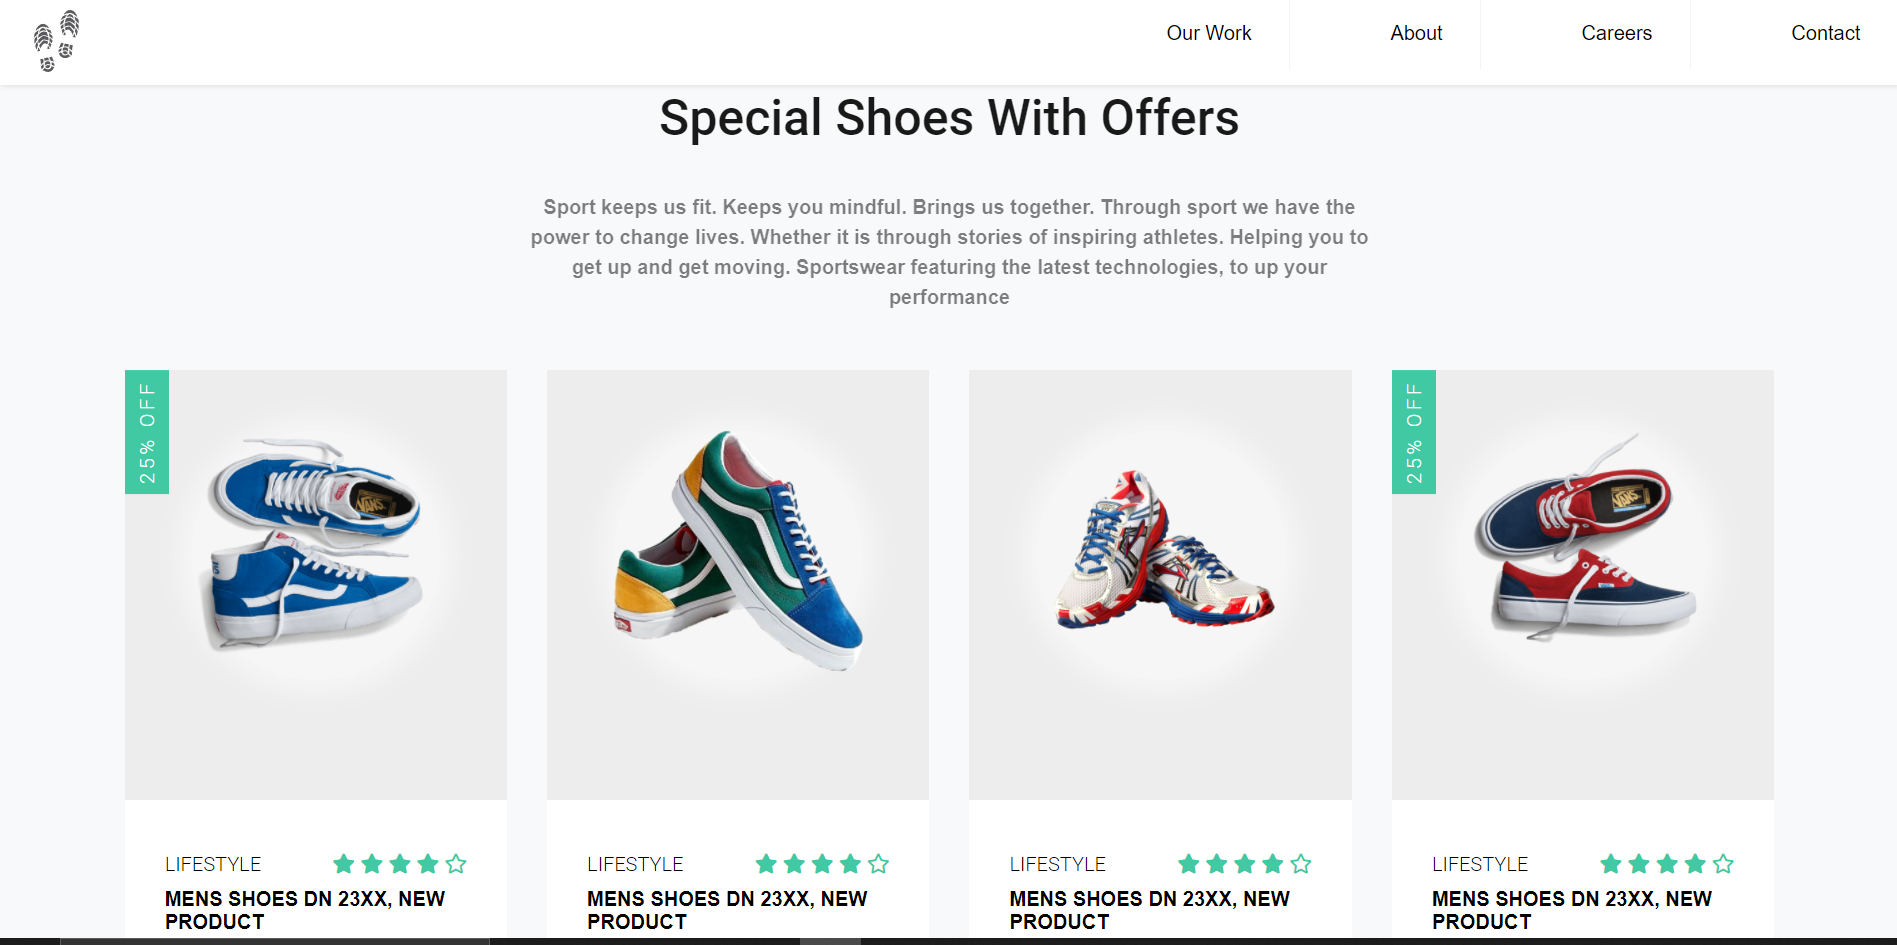 Our Work
About
Careers
Contact
Special Shoes With Offers
Sport keeps us fit. Keeps you mindful. Brings us together. Through sport we have the
power to change lives. Whether it is through stories of inspiring athletes. Helping you to
get up and get moving. Sportswear featuring the latest technologies, to up your
performance
25% OFF
VANS
25% OFF
VANS
LIFESTYLE
MENS SHOES DN 23XX, NEW
PRODUCT
LIFESTYLE
MENS SHOES DN 23XX, NEW
PRODUCT
LIFESTYLE
MENS SHOES DN 23XX, NEW
PRODUCT
LIFESTYLE
MENS SHOES DN 23XX, NEW
PRODUCT